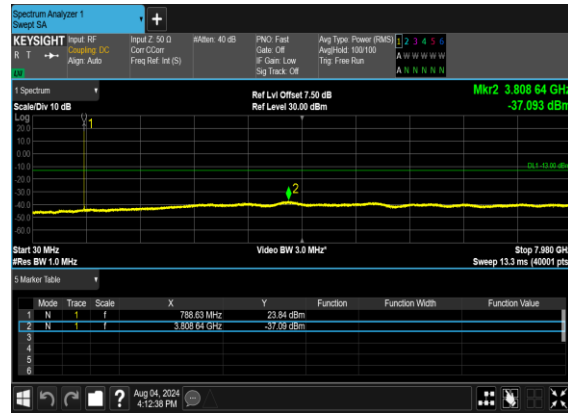 Spectrum Analyzer 1
Swept SA
+
KEYSIGHT Input: RF Input Z: 50 Ω #Atten: 40 dB PNO: Fast Avg Type: Power (RMS) 1 2 3 4 5 6
R T Coupling: DC Corr CCorr Gate: Off Avg|Hold: 100/100 A W W W W W
Align: Auto Freq Ref: Int (S) IF Gain: Low Trig: Free Run
Sig Track: Off A N N N N N
1 Spectrum Ref Lvl Offset 7.50 dB Mkr2 3.808 64 GHz
Scale/Div 10 dB Ref Level 30.00 dBm -37.093 dBm
Log
1
20.0
10.0
0.00
-10.0 DL1 -13.00 dBm
-20.0
-30.0 2
-40.0
-50.0
-60.0
Start 30 MHz Video BW 3.0 MHz* Stop 7.980 GHz
#Res BW 1.0 MHz Sweep 13.3 ms (40001 pts)
5 Marker Table
Mode Trace Scale X Y Function Function Width Function Value
1 N 1 f 788.63 MHz 23.84 dBm
2 N 1 f 3.808 64 GHz -37.09 dBm
3
4
5
6
? Aug 04, 2024
4:12:38 PM